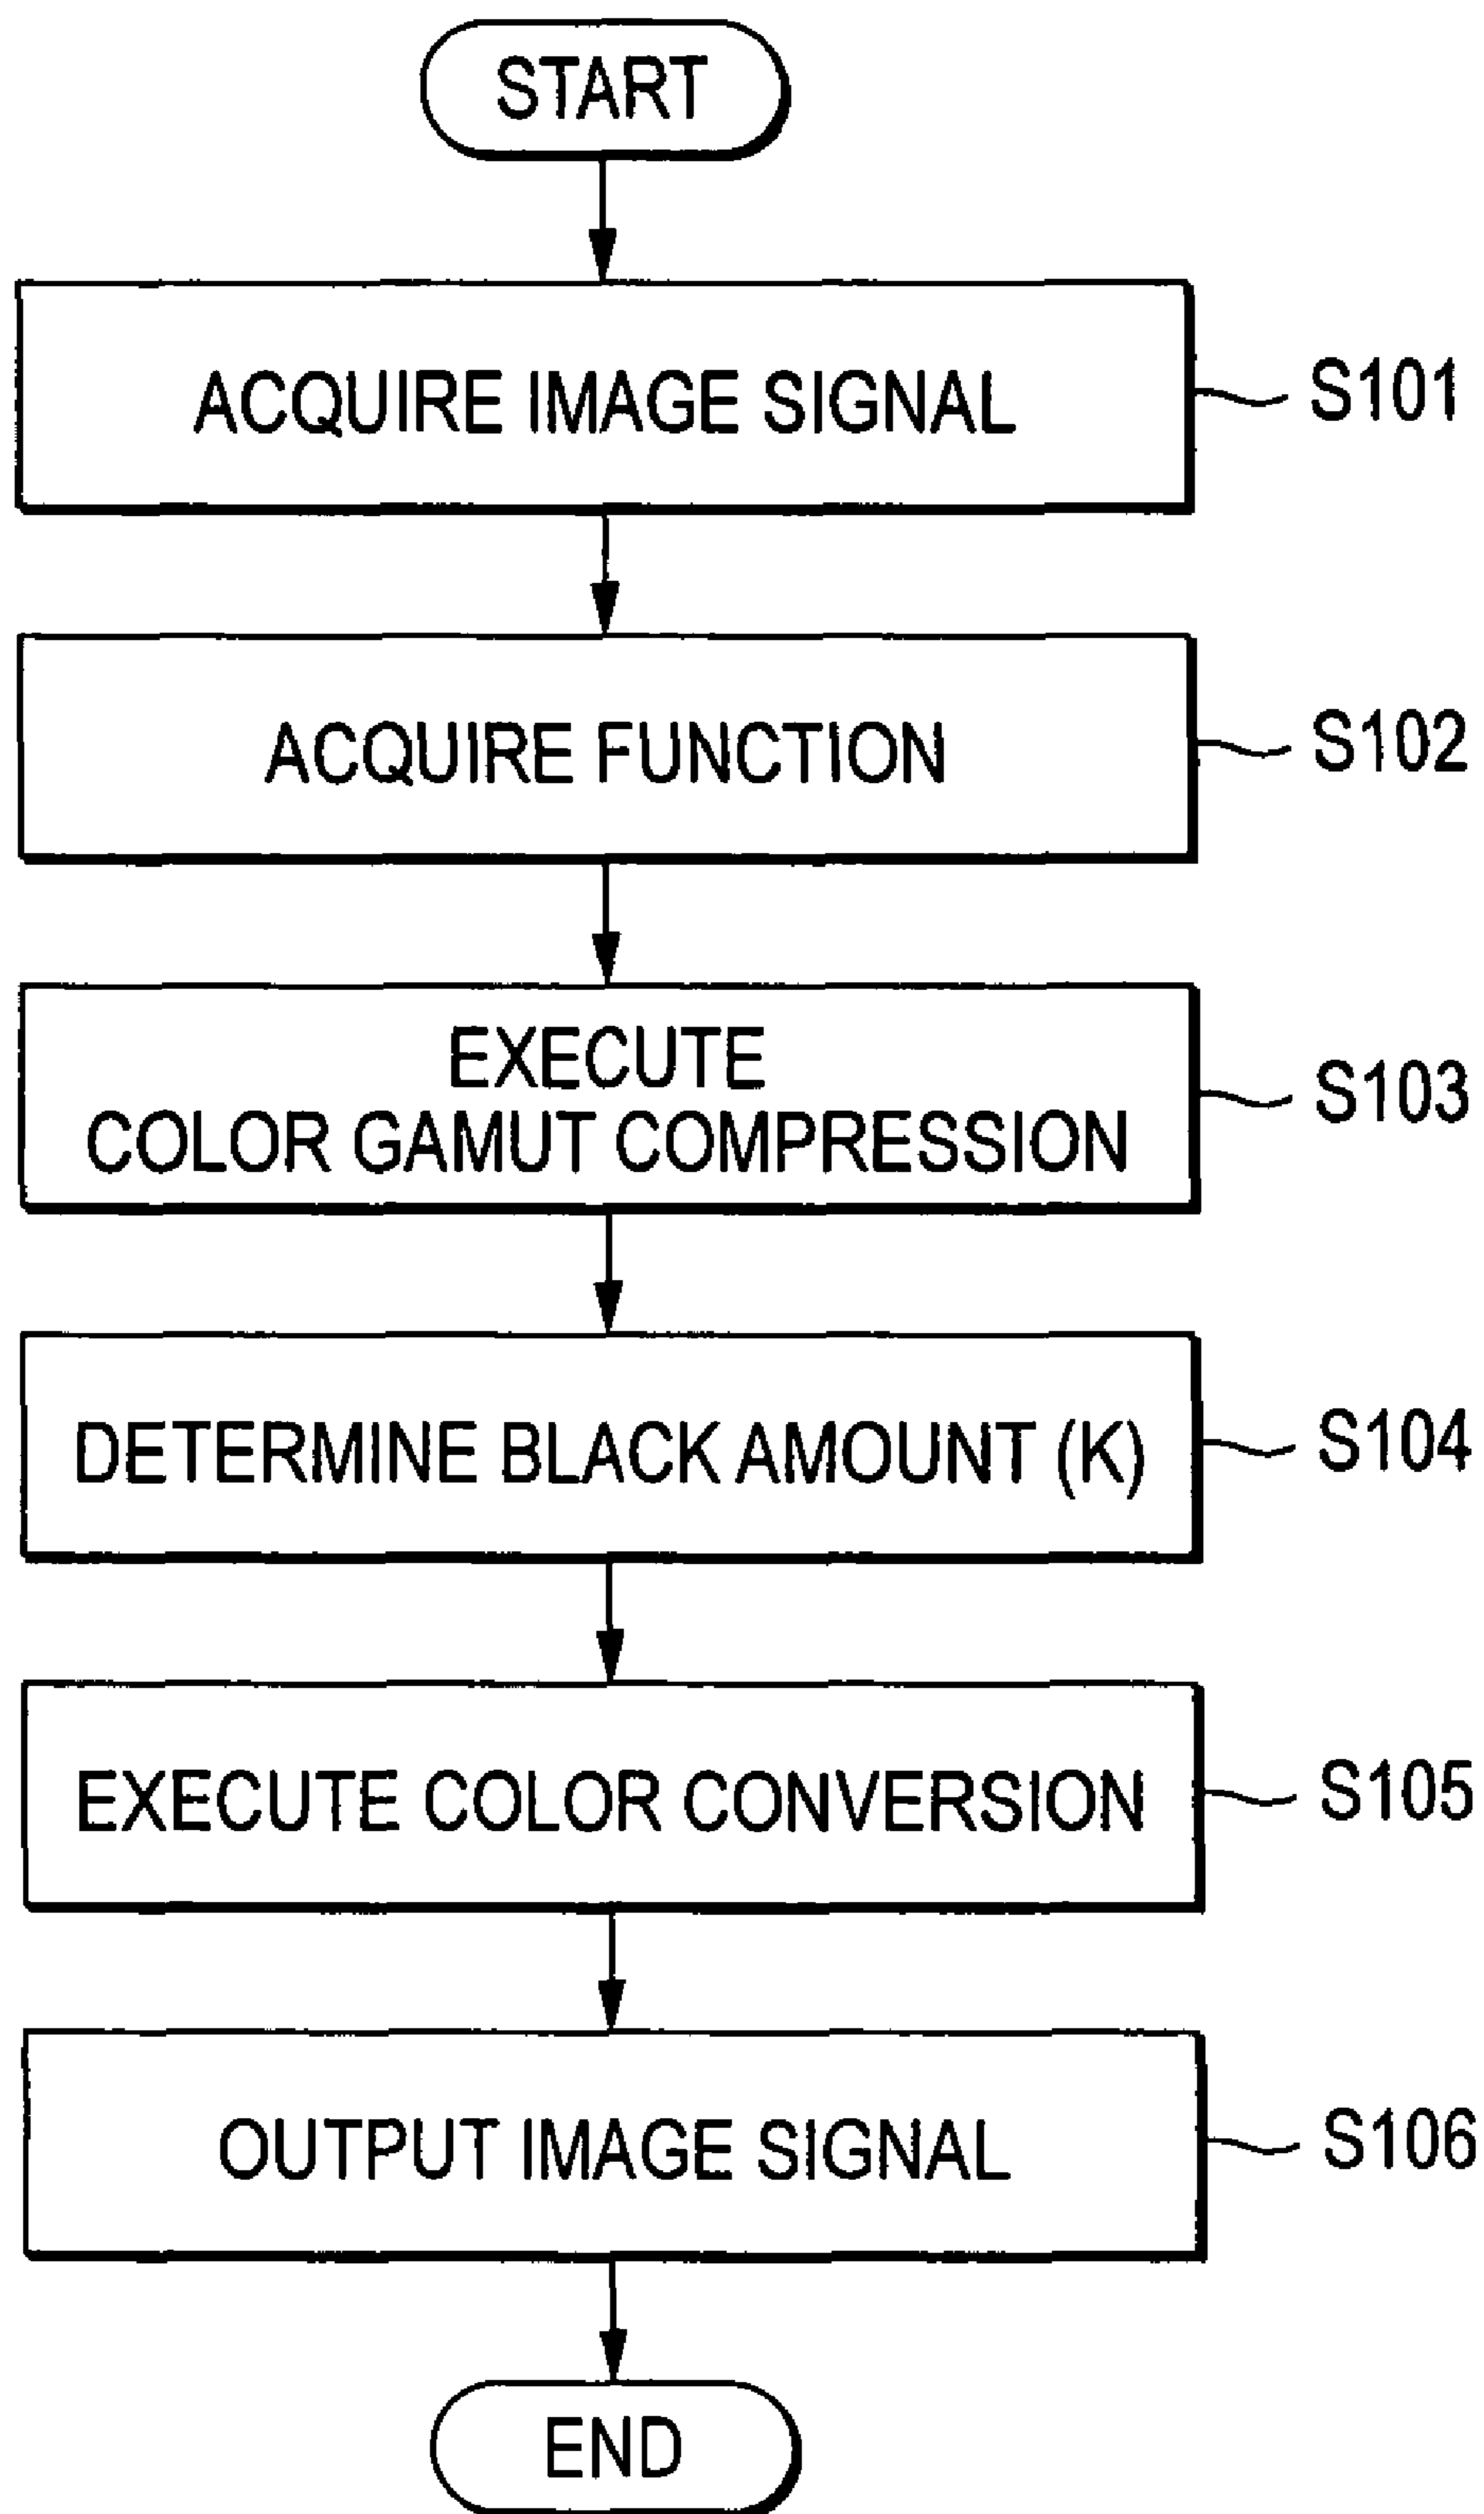 START
ACQUIRE IMAGE SIGNAL
S101
ACQUIRE FUNCTION
S102
EXECUTE
COLOR GAMUT COMPRESSION
S103
DETERMINE BLACK AMOUNT (K)
S104
EXECUTE COLOR CONVERSION
S105
OUTPUT IMAGE SIGNAL
S106
END